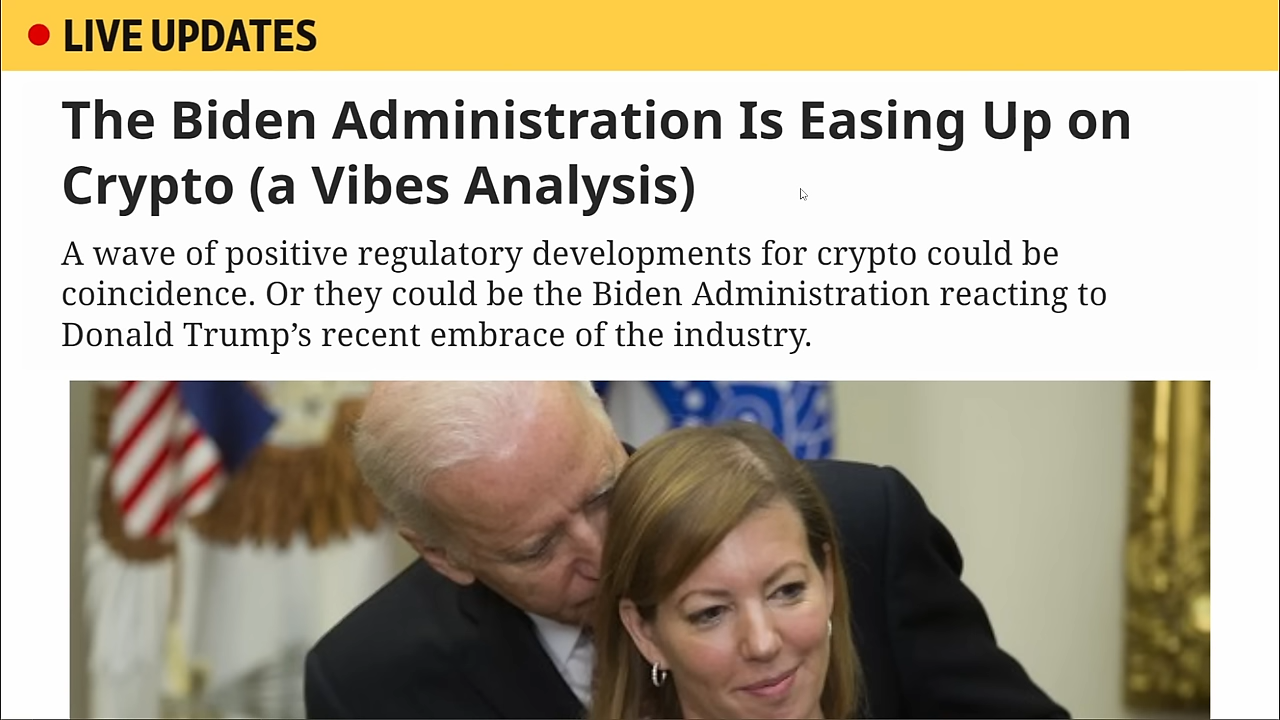 LIVE UPDATES
The Biden Administration Is Easing Up on
Crypto (a Vibes Analysis)
A wave of positive regulatory developments for crypto could be
coincidence. Or they could be the Biden Administration reacting to
Donald Trump’s recent embrace of the industry.